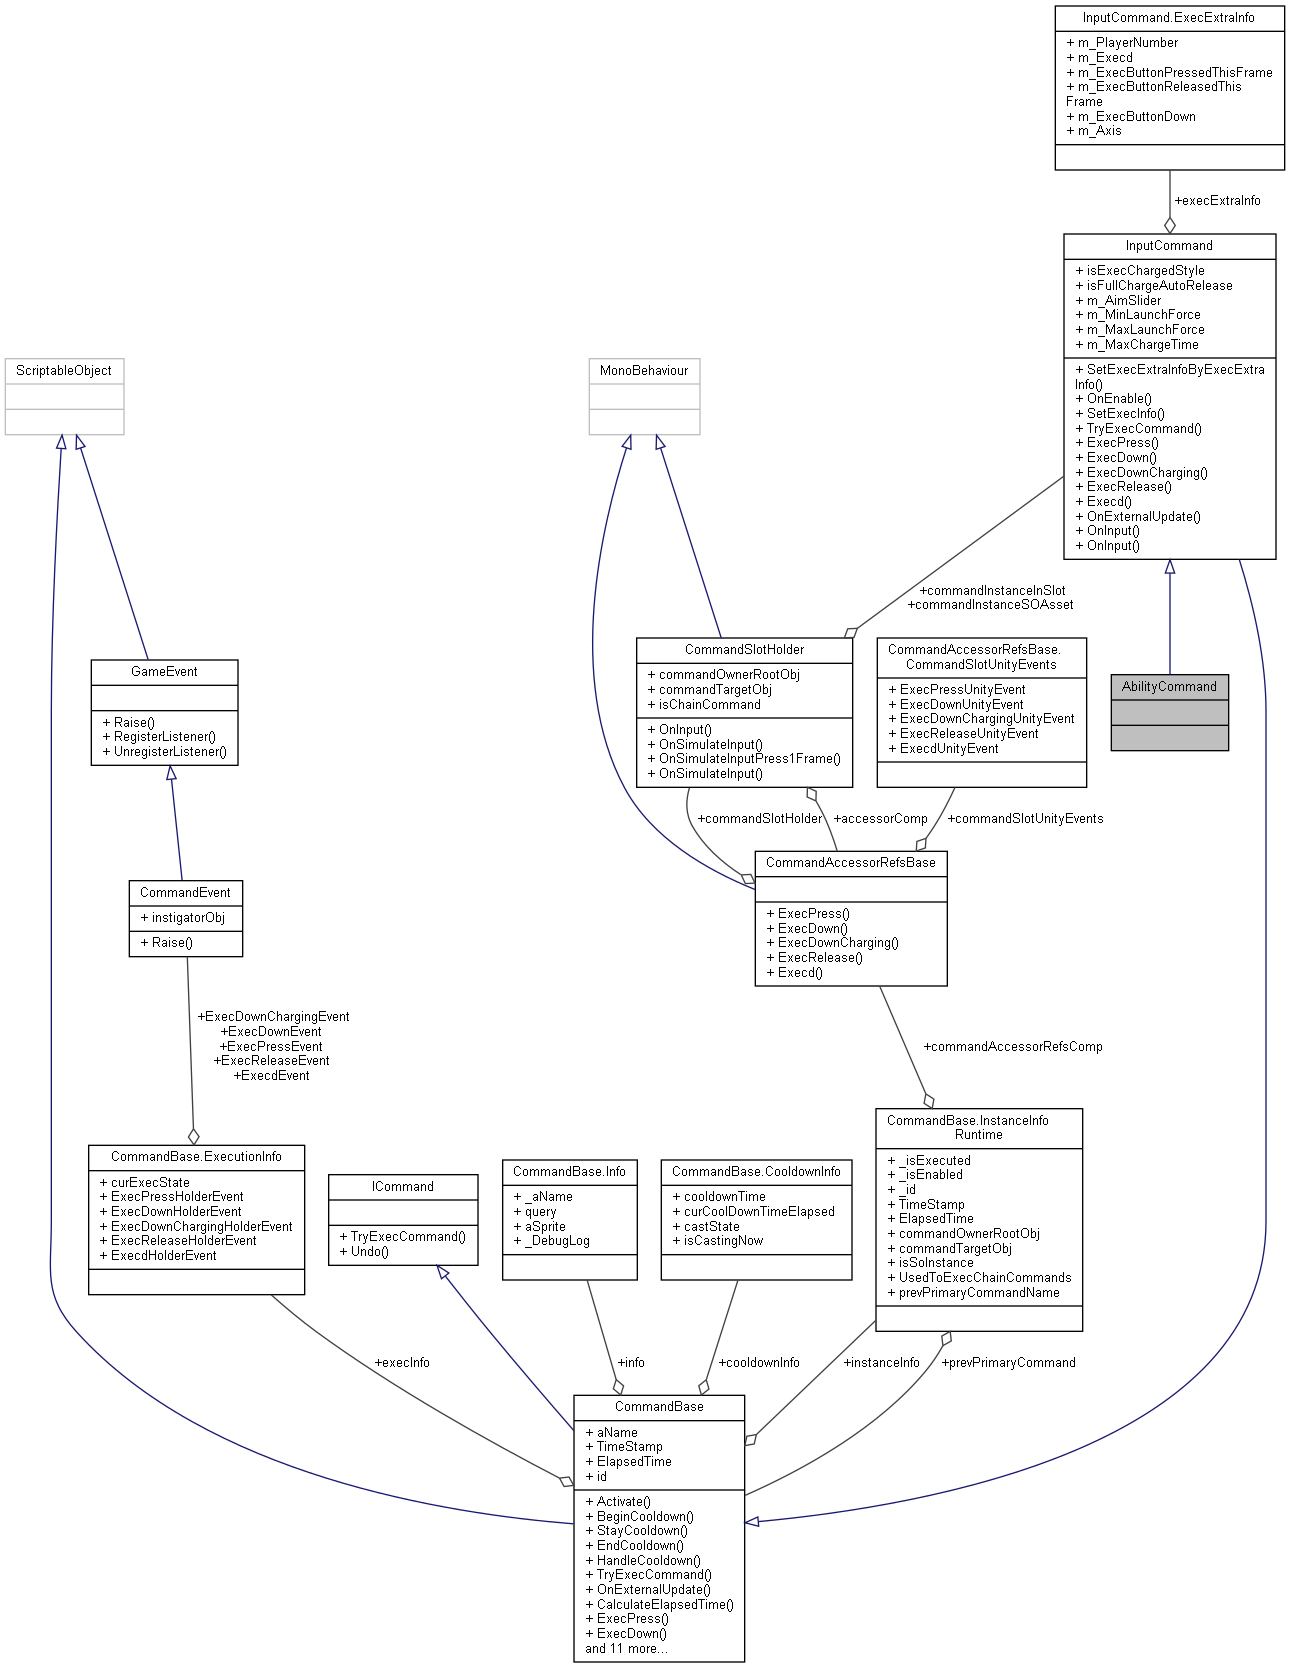 InputCommand.ExecExtraInfo
+ m_PlayerNumber
+ m_Execd
+ m_ExecButtonPressedThisFrame
+ m_ExecButtonReleasedThis
Frame
+ m_ExecButtonDown
+ m_Axis
+execExtraInfo
InputCommand
+ isExecChargedStyle
+ isFullChargeAutoRelease
+ m_AimSlider
+ m_MinLaunchForce
+ m_MaxLaunchForce
+ m_MaxChargeTime
+ SetExecExtraInfoByExecExtra
Info()
+ OnEnable()
+ SetExecInfo()
+ TryExecCommand()
+ ExecPress()
+ ExecDown()
+ ExecDownCharging()
+ ExecRelease()
+ Execd()
+ OnExternalUpdate()
+ OnInput()
+ OnInput()
ScriptableObject
MonoBehaviour
+commandInstanceInSlot
+commandInstanceSOAsset
GameEvent
+ Raise()
+ RegisterListener()
+ UnregisterListener()
CommandSlotHolder
+ commandOwnerRootObj
+ commandTargetObj
+ isChainCommand
+ OnInput()
+ OnSimulateInput()
+ OnSimulateInputPress1Frame()
+ OnSimulateInput()
CommandAccessorRefsBase.
CommandSlotUnityEvents
+ ExecPressUnityEvent
+ ExecDownUnityEvent
+ ExecDownChargingUnityEvent
+ ExecReleaseUnityEvent
+ ExecdUnityEvent
AbilityCommand
+commandSlotHolder
+accessorComp
+commandSlotUnityEvents
CommandAccessorRefsBase
+ ExecPress()
+ ExecDown()
+ ExecDownCharging()
+ ExecRelease()
+ Execd()
CommandEvent
+ instigatorObj
+ Raise()
+ExecDownChargingEvent
+ExecDownEvent
+ExecPressEvent
+ExecReleaseEvent
+ExecdEvent
+commandAccessorRefsComp
CommandBase.ExecutionInfo
+ curExecState
+ ExecPressHolderEvent
+ ExecDownHolderEvent
+ ExecDownChargingHolderEvent
+ ExecReleaseHolderEvent
+ ExecdHolderEvent
ICommand
+ TryExecCommand()
+ Undo()
CommandBase.Info
+ _aName
+ query
+ aSprite
+ _DebugLog
CommandBase.CooldownInfo
+ cooldownTime
+ curCoolDownTimeElapsed
+ castState
+ isCastingNow
CommandBase.InstanceInfo
Runtime
+ _isExecuted
+ _isEnabled
+ _id
+ TimeStamp
+ ElapsedTime
+ commandOwnerRootObj
+ commandTargetObj
+ isSoInstance
+ UsedToExecChainCommands
+ prevPrimaryCommandName
+execInfo
+info
+cooldownInfo
+instanceInfo
+prevPrimaryCommand
CommandBase
+ aName
+ TimeStamp
+ ElapsedTime
+ id
+ Activate()
+ BeginCooldown()
+ StayCooldown()
+ EndCooldown()
+ HandleCooldown()
+ TryExecCommand()
+ OnExternalUpdate()
+ CalculateElapsedTime()
+ ExecPress()
+ ExecDown()
and 11 more...